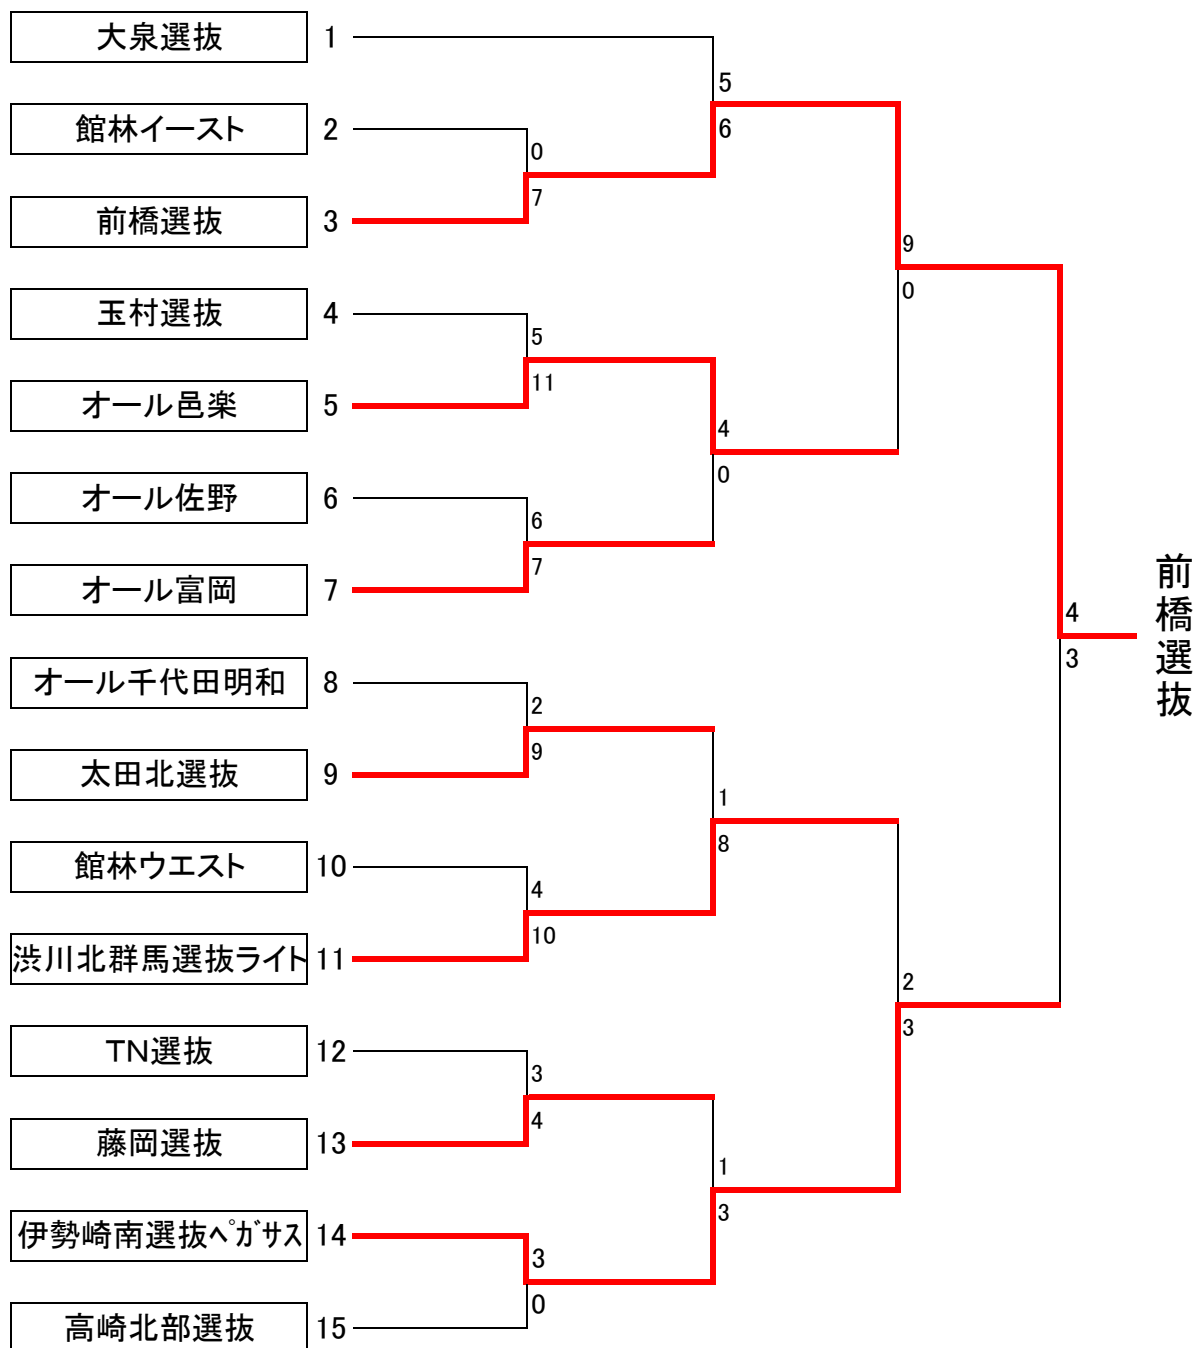 大泉選抜 1
5
館林イースト 2
6
0
7
前橋選抜 3
9
0
玉村選抜 4
5
11
オール邑楽 5
4
0
オール佐野 6
6
7
オール富岡 7
前橋選抜
4
3
オール千代田明和 8
2
9
太田北選抜 9
1
8
館林ウエスト 10
4
10
渋川北群馬選抜ライト 11
2
3
TN選抜 12
3
4
藤岡選抜 13
1
3
伊勢崎南選抜ペガサス 14
3
0
高崎北部選抜 15